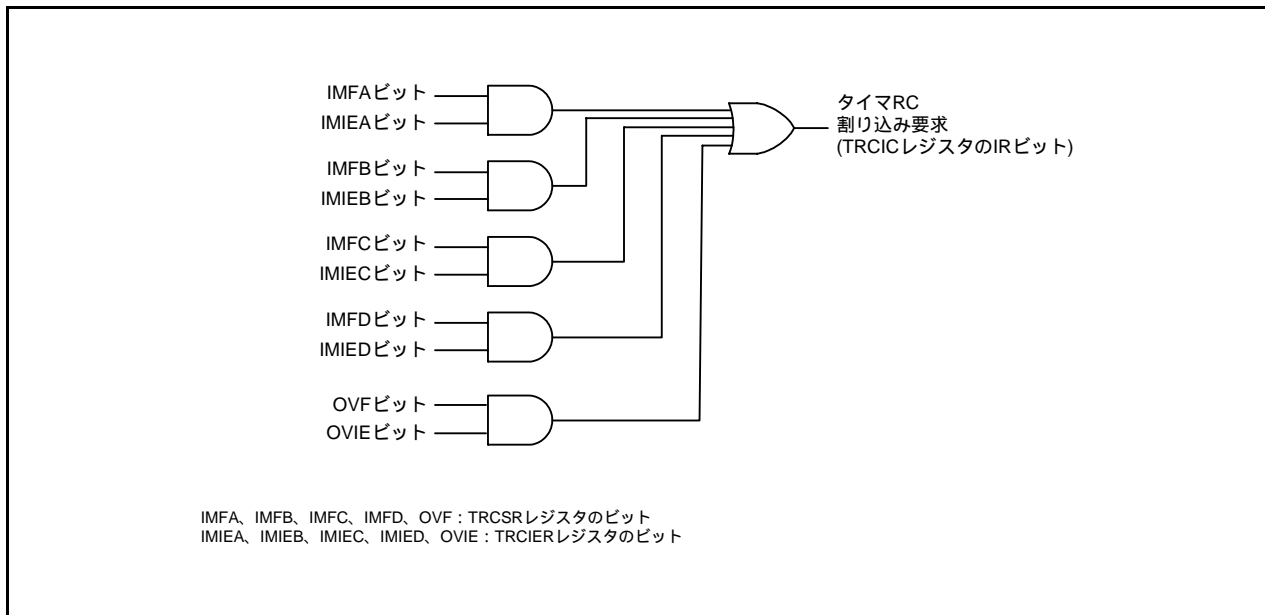 IMFAビット
IMIEAビット
IMFBビット
IMIEBビット
IMFCビット
IMIECビット
IMFDビット
IMIEDビット
OVFビット
OVIEビット
タイマRC
割り込み要求
(TRCICレジスタのIRビット)
IMFA、IMFB、IMFC、IMFD、OVF：TRCSRレジスタのビット
IMIEA、IMIEB、IMIEC、IMIED、OVIE：TRCIERレジスタのビット